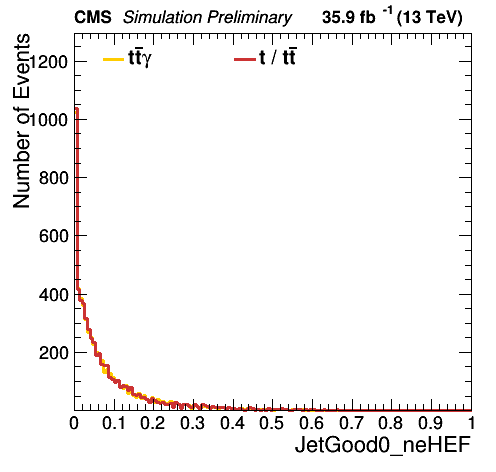 CMS Simulation Preliminary 35.9 fb⁻¹ (13 TeV)
tt̄γ t / tt̄
Number of Events
1200
1000
800
600
400
200
0 0.1 0.2 0.3 0.4 0.5 0.6 0.7 0.8 0.9 1
JetGood0_neHEF